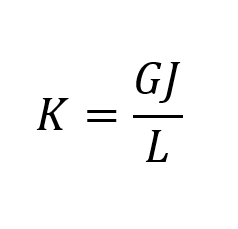 K = GJ/L